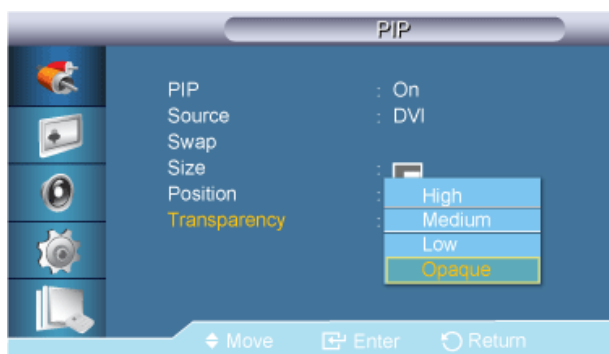 PIP
PIP : On
Source : DVI
Swap
Size :
Position :
Transparency :
High
Medium
Low
Opaque
Move Enter Return